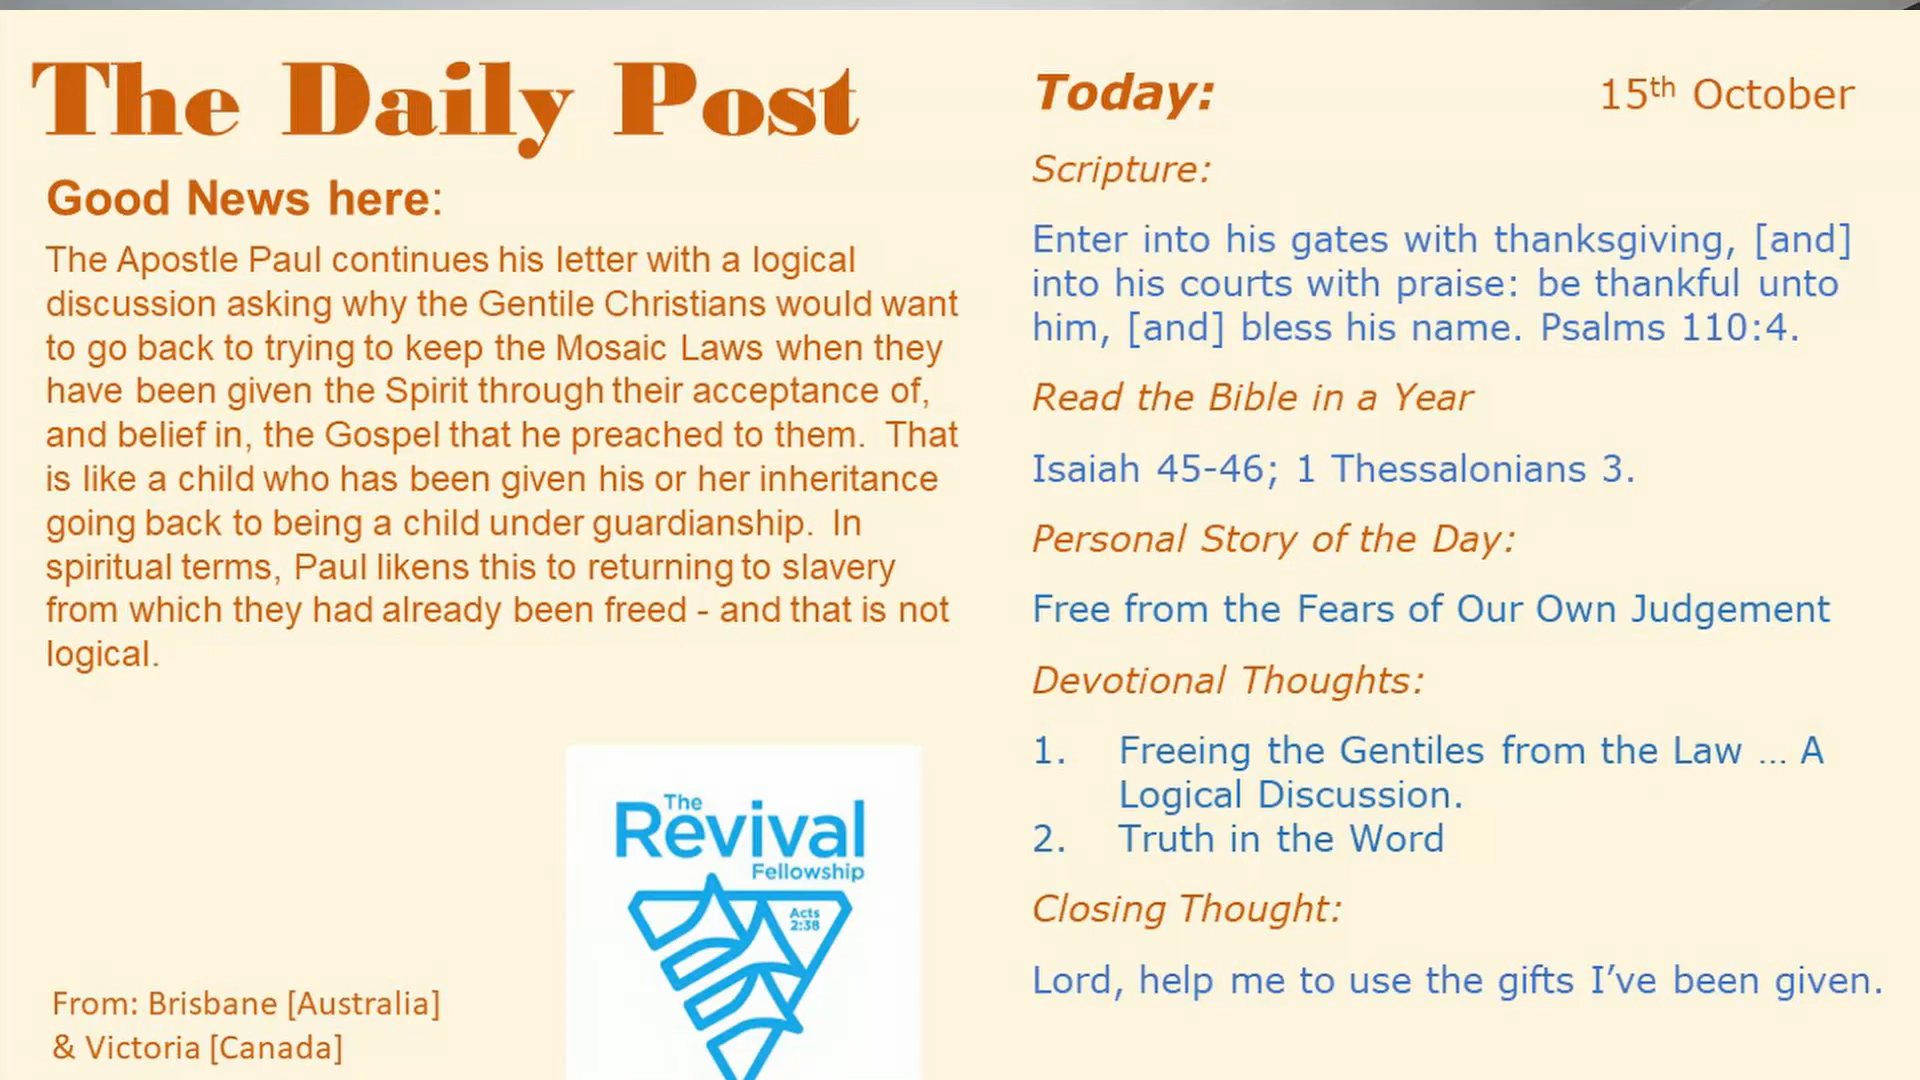 The Daily Post
Good News here:
The Apostle Paul continues his letter with a logical
discussion asking why the Gentile Christians would want
to go back to trying to keep the Mosaic Laws when they
have been given the Spirit through their acceptance of,
and belief in, the Gospel that he preached to them.  That
is like a child who has been given his or her inheritance
going back to being a child under guardianship.  In
spiritual terms, Paul likens this to returning to slavery
from which they had already been freed - and that is not
logical.
The
Revival
Fellowship
Acts
2:38
From: Brisbane [Australia]
& Victoria [Canada]
Today: 15th October
Scripture:
Enter into his gates with thanksgiving, [and]
into his courts with praise: be thankful unto
him, [and] bless his name. Psalms 110:4.
Read the Bible in a Year
Isaiah 45-46; 1 Thessalonians 3.
Personal Story of the Day:
Free from the Fears of Our Own Judgement
Devotional Thoughts:
1. Freeing the Gentiles from the Law … A
Logical Discussion.
2. Truth in the Word
Closing Thought:
Lord, help me to use the gifts I’ve been given.